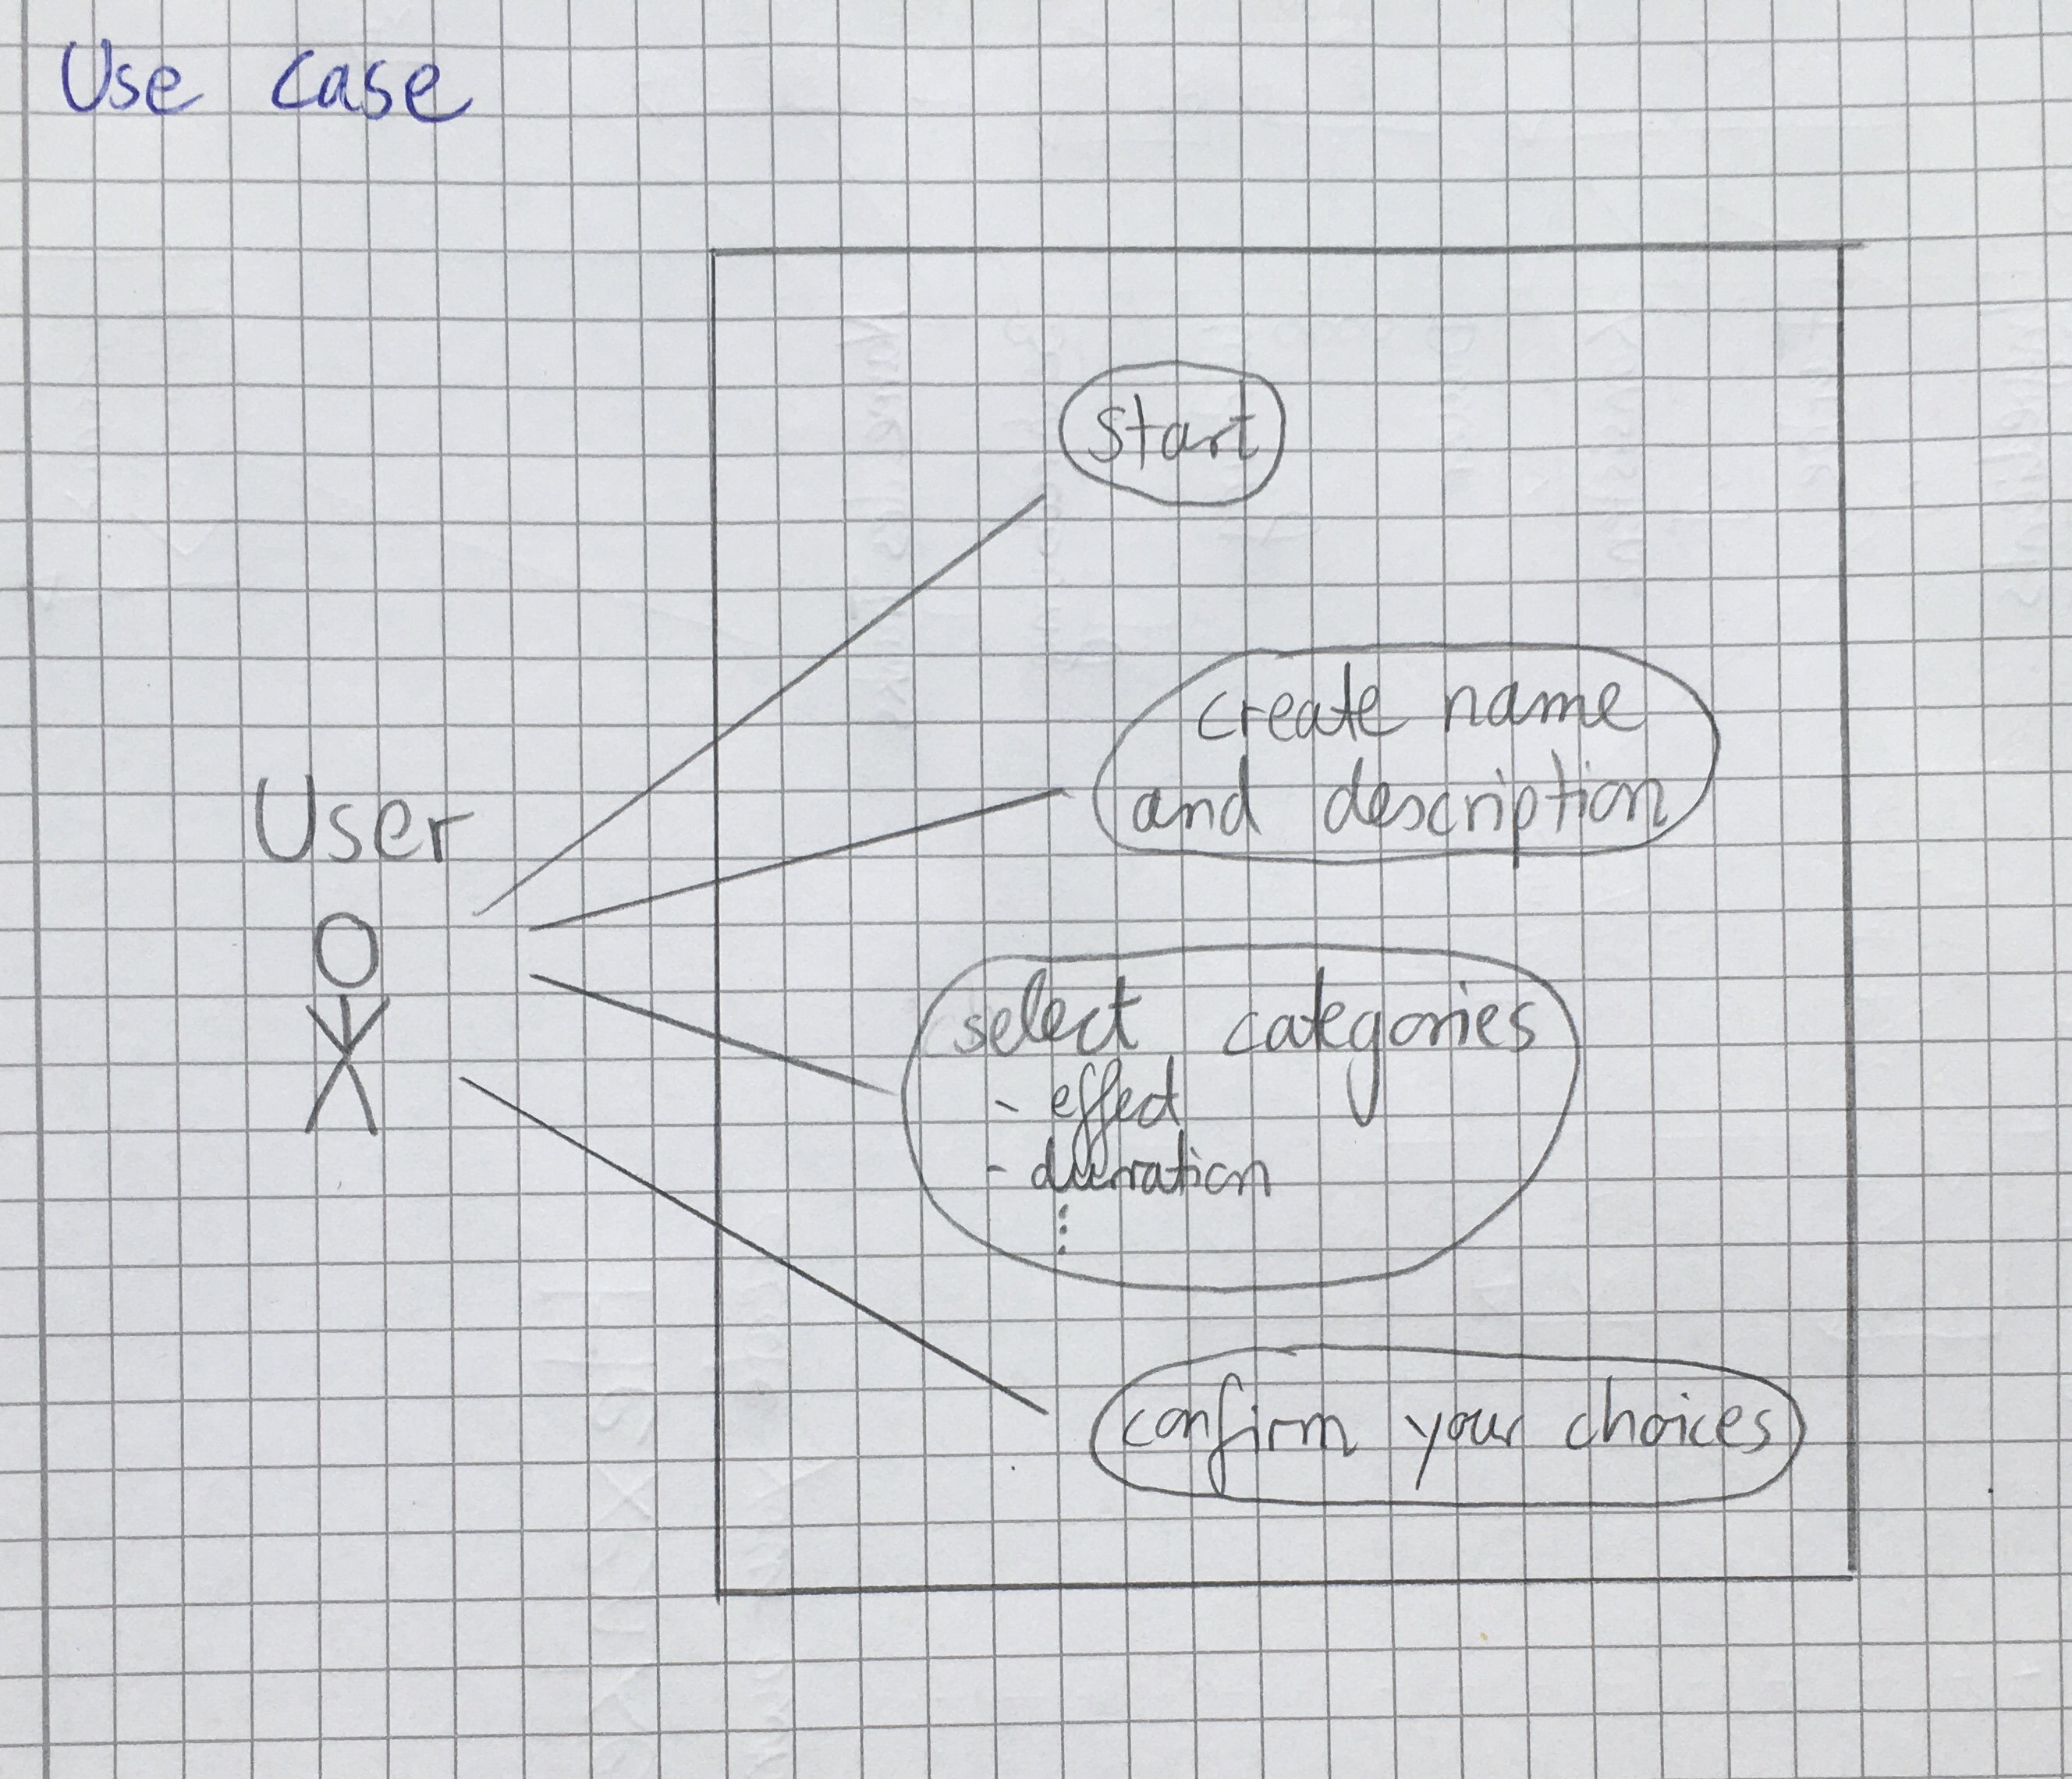 Use case
start
create name
and description
User
select categories
- effect
- duration
⋮
confirm your choices